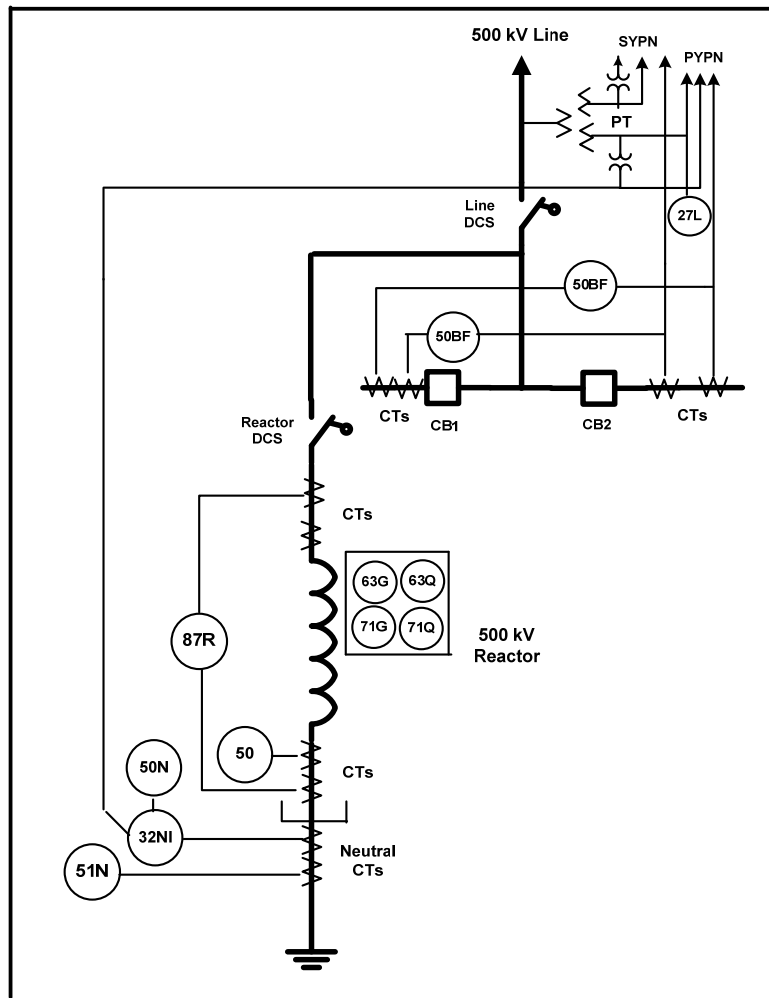 500 kV Line
SYPN
PYPN
PT
Line
DCS
27L
50BF
50BF
CTs
CB1
CB2
CTs
Reactor
DCS
CTs
63G
63Q
71G
71Q
87R
500 kV
Reactor
50
50N
CTs
32NI
51N
Neutral
CTs